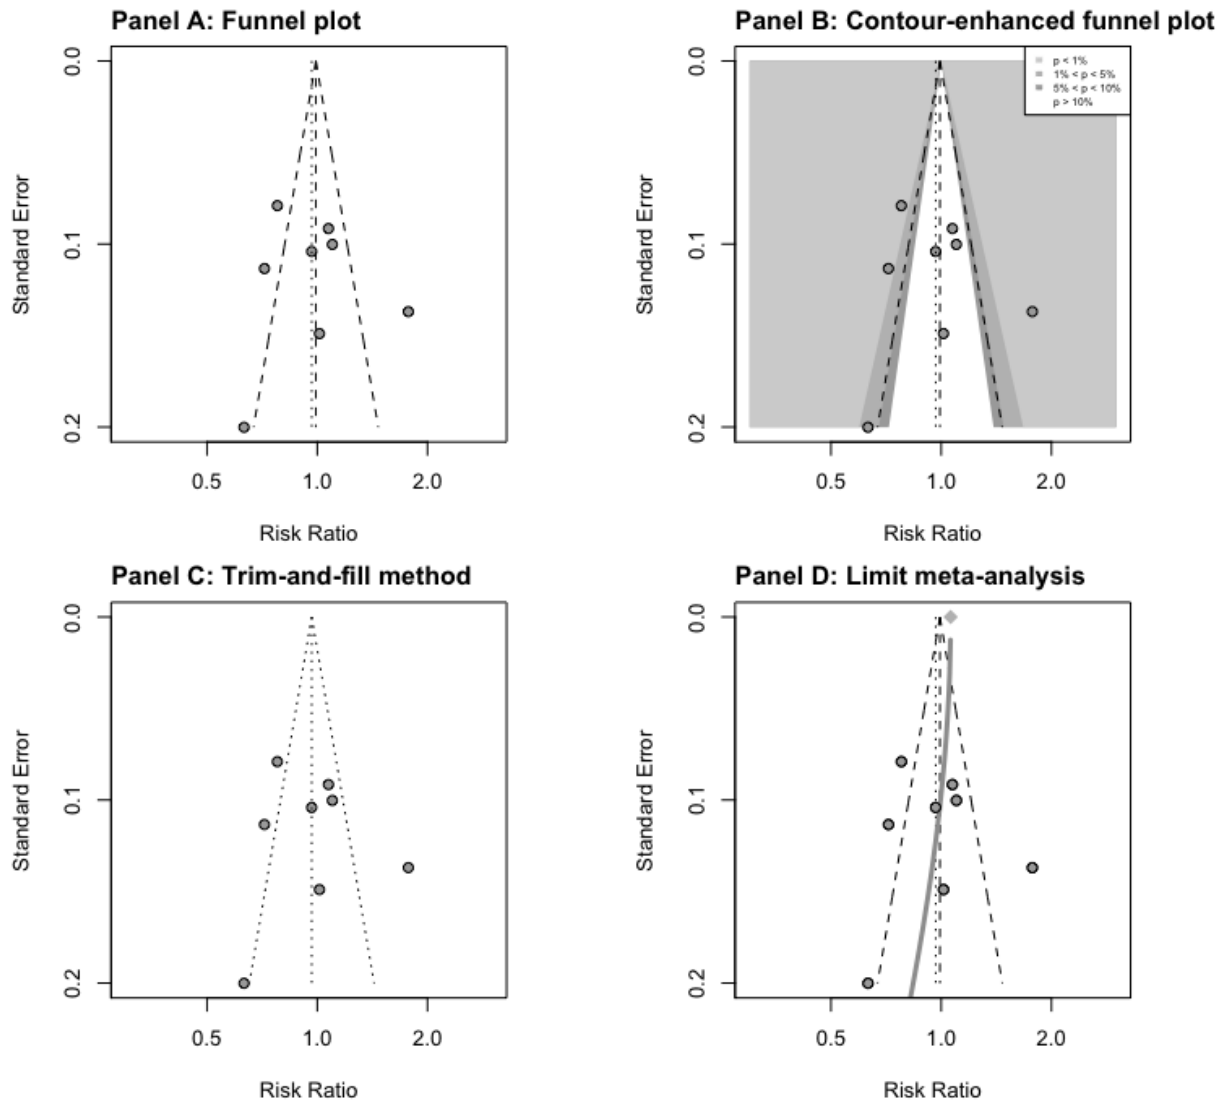 Panel A: Funnel plot
0.0
0.1
0.2
Standard Error
0.5 1.0 2.0
Risk Ratio
Panel B: Contour-enhanced funnel plot
p < 1%
1% < p < 5%
5% < p < 10%
p > 10%
0.0
0.1
0.2
Standard Error
0.5 1.0 2.0
Risk Ratio
Panel C: Trim-and-fill method
0.0
0.1
0.2
Standard Error
0.5 1.0 2.0
Risk Ratio
Panel D: Limit meta-analysis
0.0
0.1
0.2
Standard Error
0.5 1.0 2.0
Risk Ratio